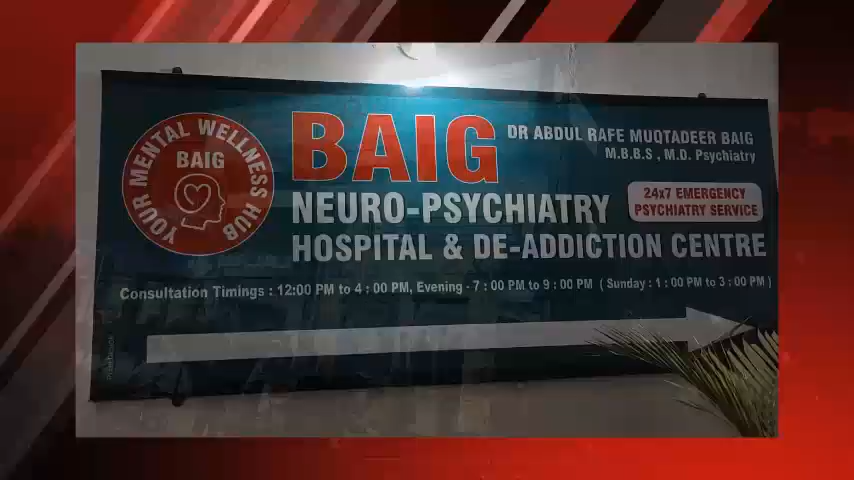 YOUR MENTAL WELLNESS HUB
BAIG
BAIG
DR ABDUL RAFE MUQTADEER BAIG
M.B.B.S , M.D. Psychiatry
NEURO-PSYCHIATRY
24x7 EMERGENCY
PSYCHIATRY SERVICE
HOSPITAL & DE-ADDICTION CENTRE
Consultation Timings : 12:00 PM to 4 : 00 PM, Evening - 7 : 00 PM to 9 : 00 PM ( Sunday : 1 : 00 PM to 3 : 00 PM )